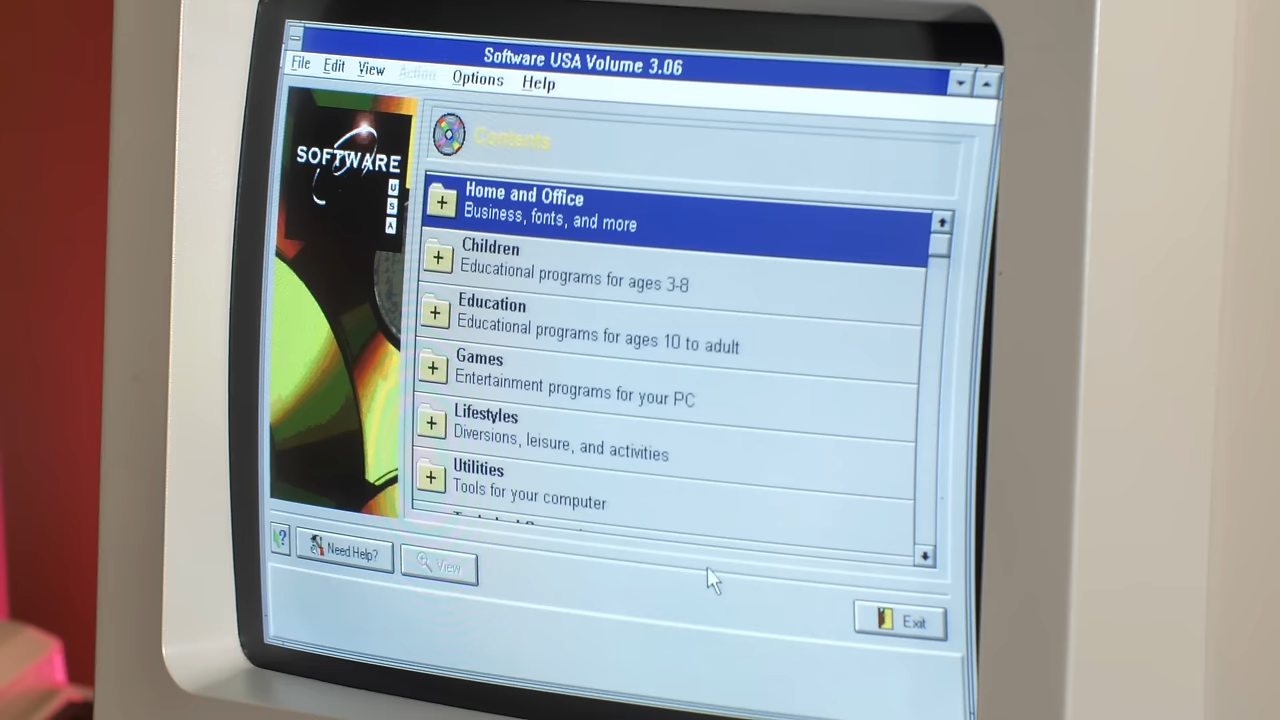 Software USA Volume 3.06
File Edit View Action Options Help
SOFTWARE
U
S
A
Contents
Home and Office
Business, fonts, and more
Children
Educational programs for ages 3-8
Education
Educational programs for ages 10 to adult
Games
Entertainment programs for your PC
Lifestyles
Diversions, leisure, and activities
Utilities
Tools for your computer
? Need Help? View
Exit